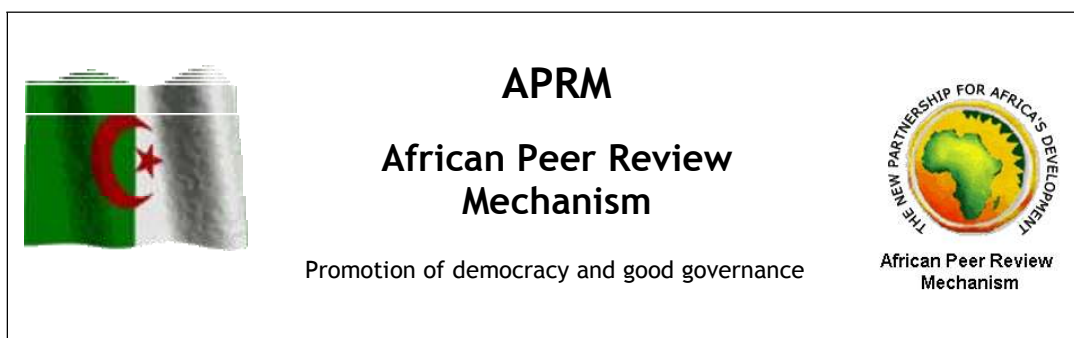 APRM
African Peer Review
Mechanism
Promotion of democracy and good governance
THE NEW PARTNERSHIP FOR AFRICA'S DEVELOPMENT
African Peer Review
Mechanism